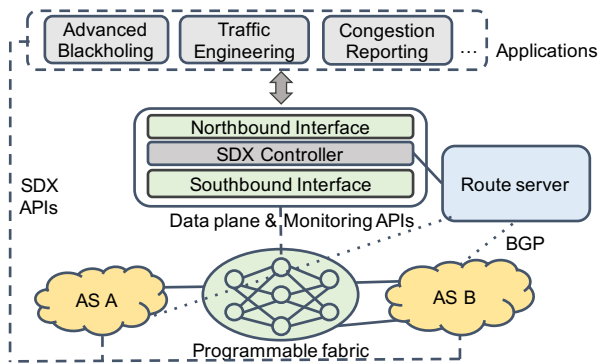 Advanced
Blackholing
Traffic
Engineering
Congestion
Reporting
...
Applications
Northbound Interface
SDX Controller
Southbound Interface
SDX
APIs
Route server
Data plane & Monitoring APIs
BGP
AS A
AS B
Programmable fabric